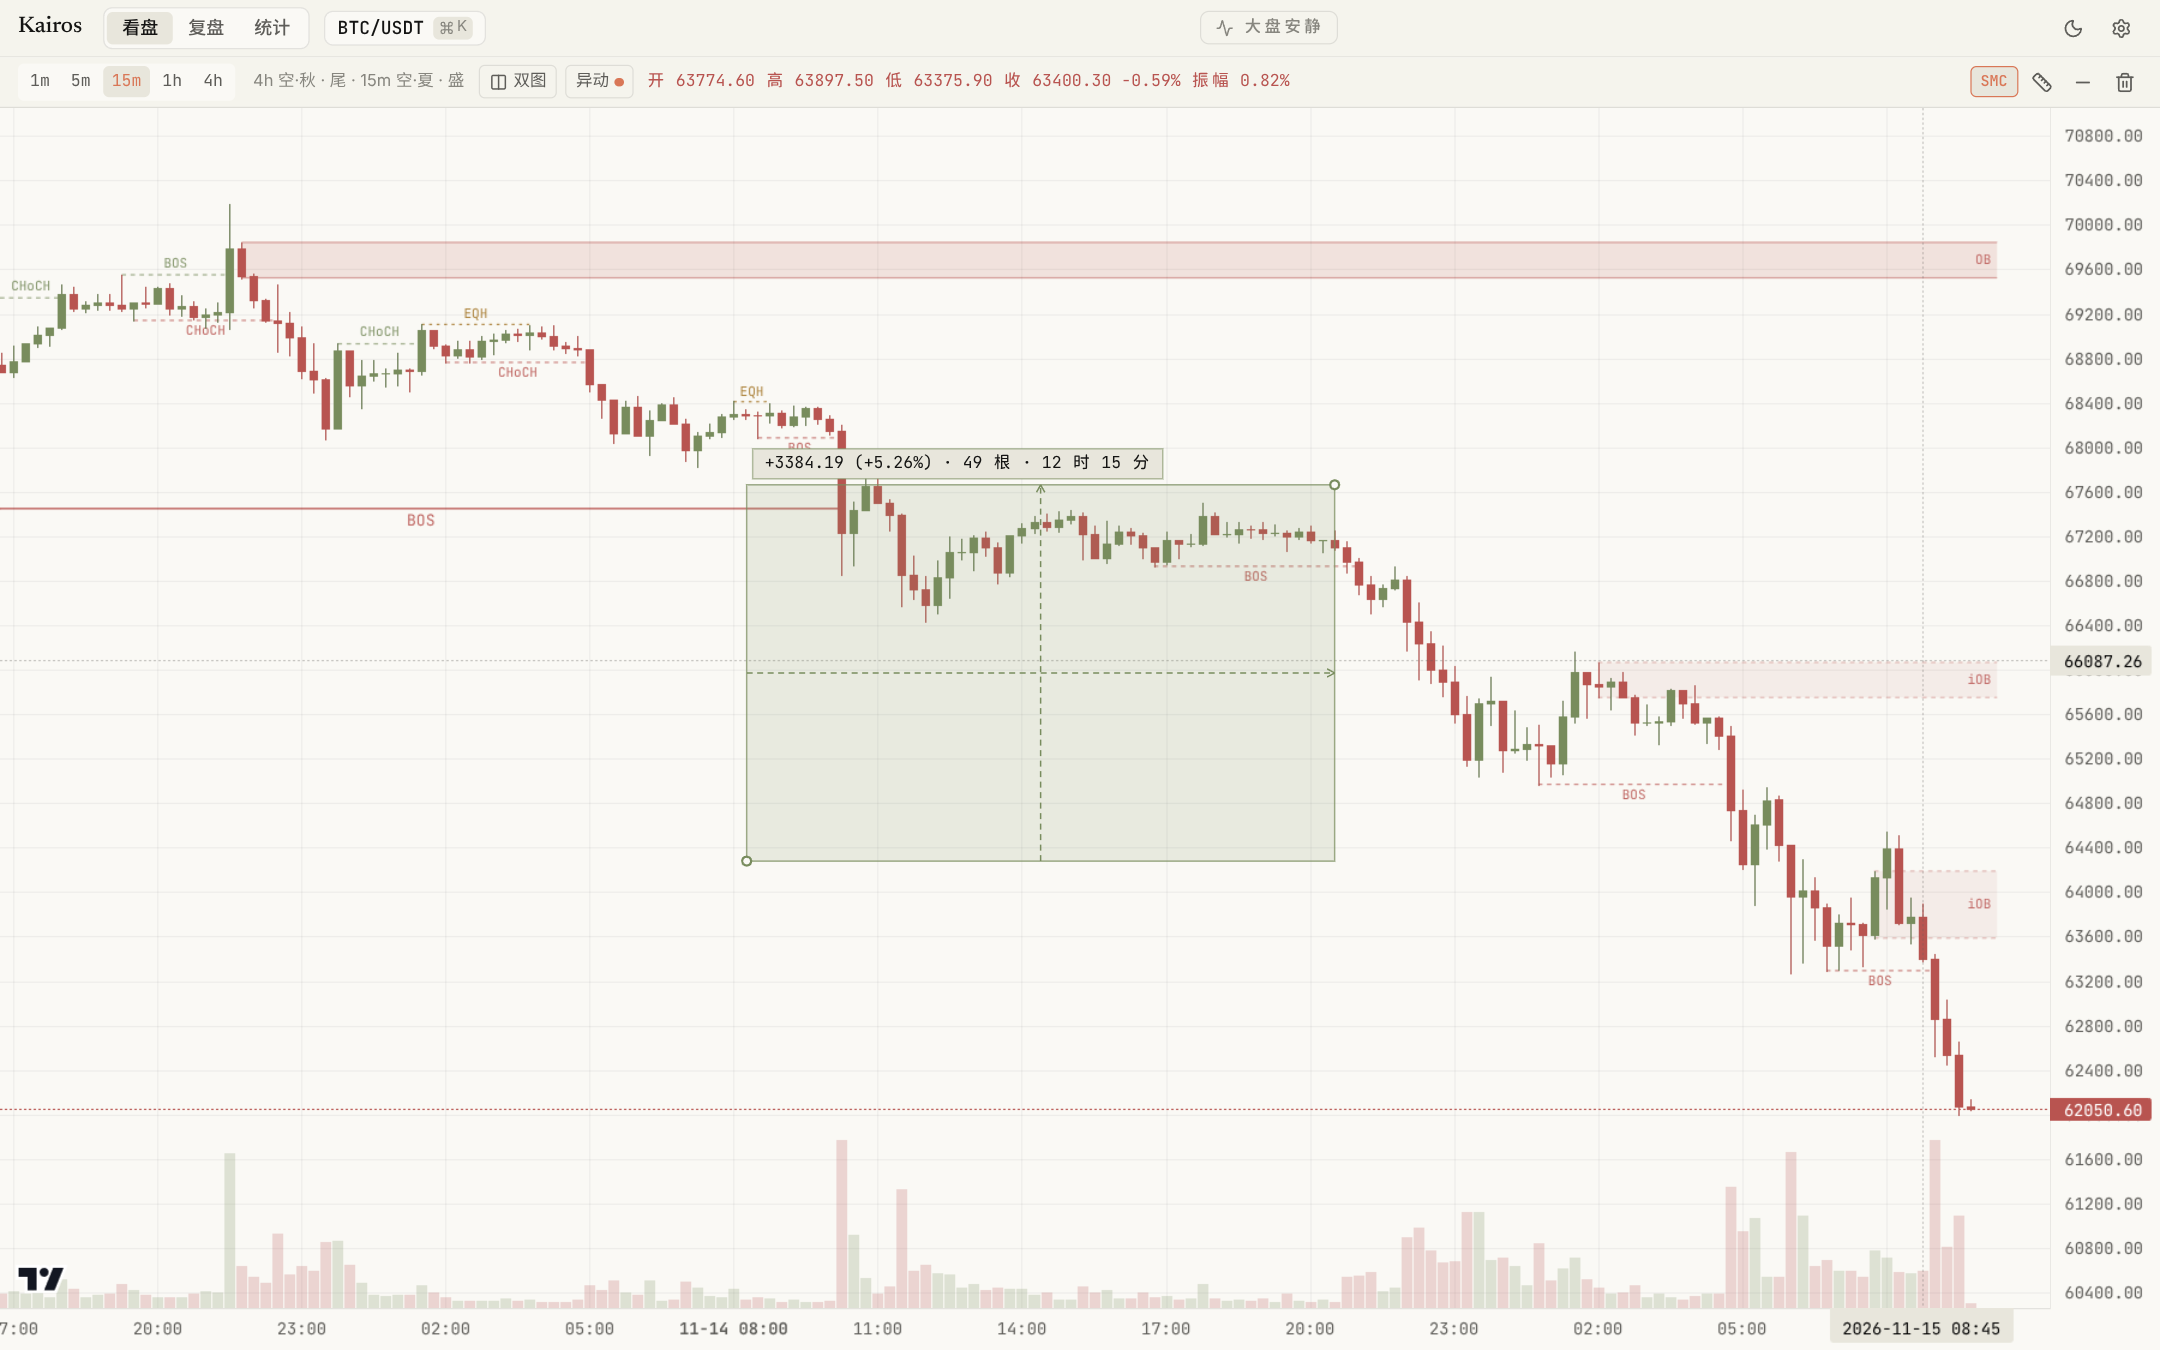 Kairos 看盘 复盘 统计 BTC/USDT ⌘K 大盘安静
1m 5m 15m 1h 4h 4h 空·秋·尾·15m 空·夏·盛 双图 异动 开 63774.60 高 63897.50 低 63375.90 收 63400.30 -0.59% 振幅 0.82% SMC
70800.00
70400.00
70000.00
69600.00
69200.00
68800.00
68400.00
68000.00
67600.00
67200.00
66800.00
66400.00
66087.26
65600.00
65200.00
64800.00
64400.00
64000.00
63600.00
63200.00
62800.00
62400.00
62050.60
61600.00
61200.00
60800.00
60400.00
OB
BOS
CHoCH
CHoCH
EQH
CHoCH
CHoCH
EQH
BOS
+3384.19 (+5.26%) · 49 根 · 12 时 15 分
BOS
BOS
iOB
BOS
iOB
BOS
7:00 20:00 23:00 02:00 05:00 11-14 08:00 11:00 14:00 17:00 20:00 23:00 02:00 05:00 2026-11-15 08:45